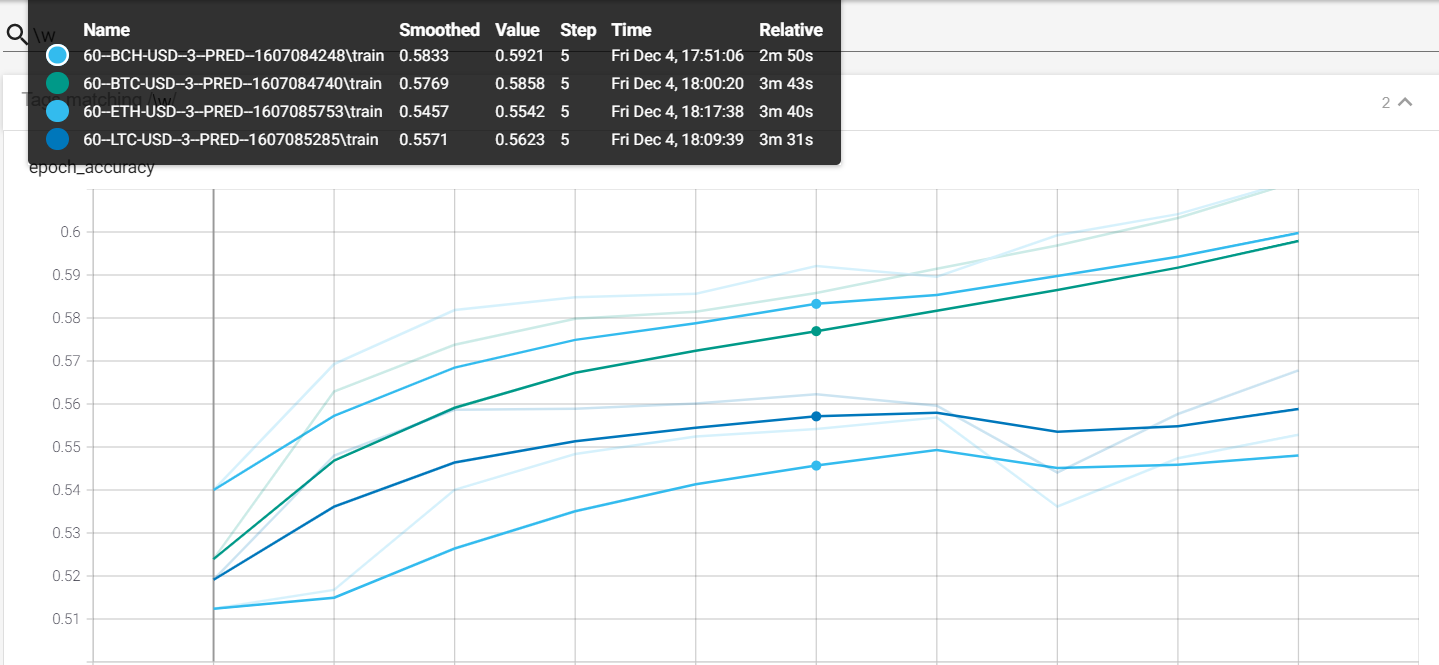 Name Smoothed Value Step Time Relative
\w
60--BCH-USD--3--PRED--1607084248\train 0.5833 0.5921 5 Fri Dec 4, 17:51:06 2m 50s
60--BTC-USD--3--PRED--1607084740\train 0.5769 0.5858 5 Fri Dec 4, 18:00:20 3m 43s
Tags matching /\w/ 2
60--ETH-USD--3--PRED--1607085753\train 0.5457 0.5542 5 Fri Dec 4, 18:17:38 3m 40s
60--LTC-USD--3--PRED--1607085285\train 0.5571 0.5623 5 Fri Dec 4, 18:09:39 3m 31s
epoch_accuracy
0.6
0.59
0.58
0.57
0.56
0.55
0.54
0.53
0.52
0.51